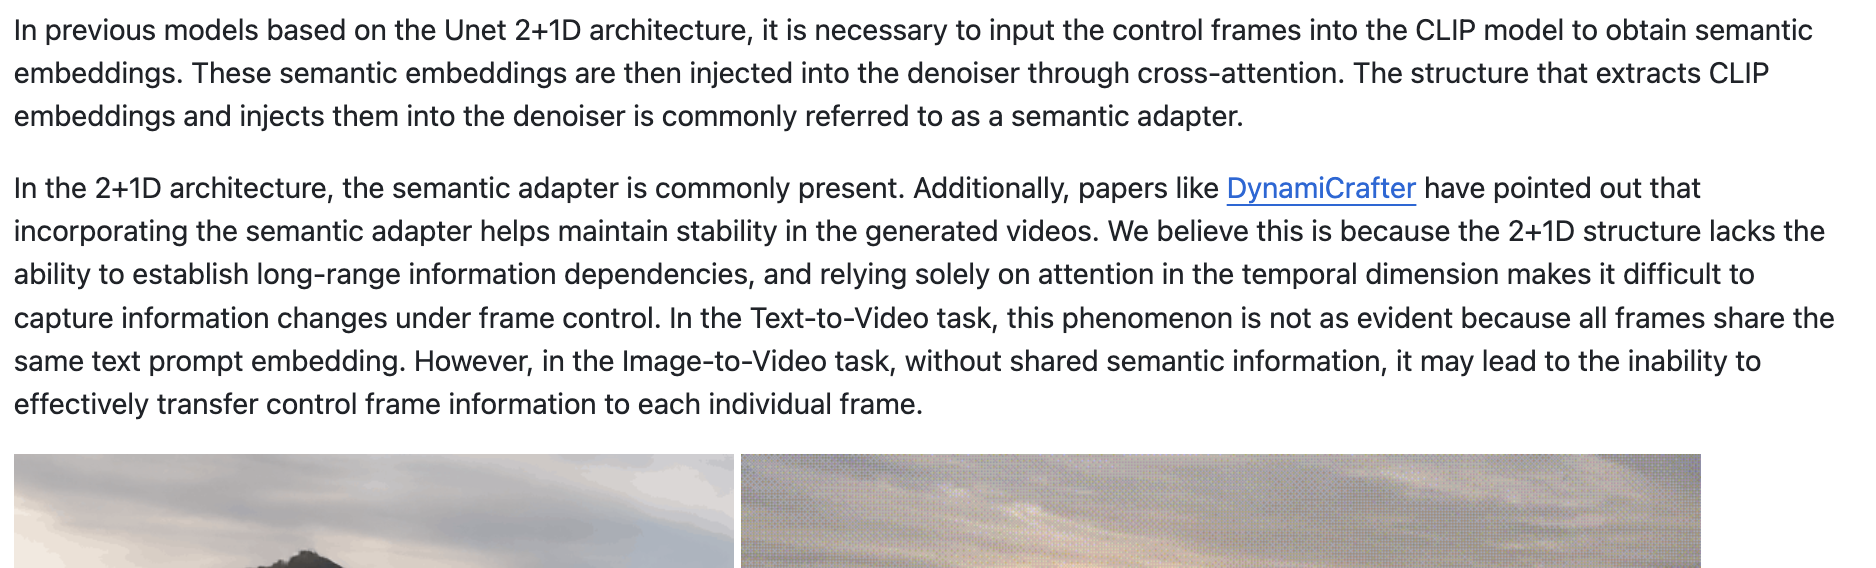 In previous models based on the Unet 2+1D architecture, it is necessary to input the control frames into the CLIP model to obtain semantic
embeddings. These semantic embeddings are then injected into the denoiser through cross-attention. The structure that extracts CLIP
embeddings and injects them into the denoiser is commonly referred to as a semantic adapter.
In the 2+1D architecture, the semantic adapter is commonly present. Additionally, papers like DynamiCrafter have pointed out that
incorporating the semantic adapter helps maintain stability in the generated videos. We believe this is because the 2+1D structure lacks the
ability to establish long-range information dependencies, and relying solely on attention in the temporal dimension makes it difficult to
capture information changes under frame control. In the Text-to-Video task, this phenomenon is not as evident because all frames share the
same text prompt embedding. However, in the Image-to-Video task, without shared semantic information, it may lead to the inability to
effectively transfer control frame information to each individual frame.